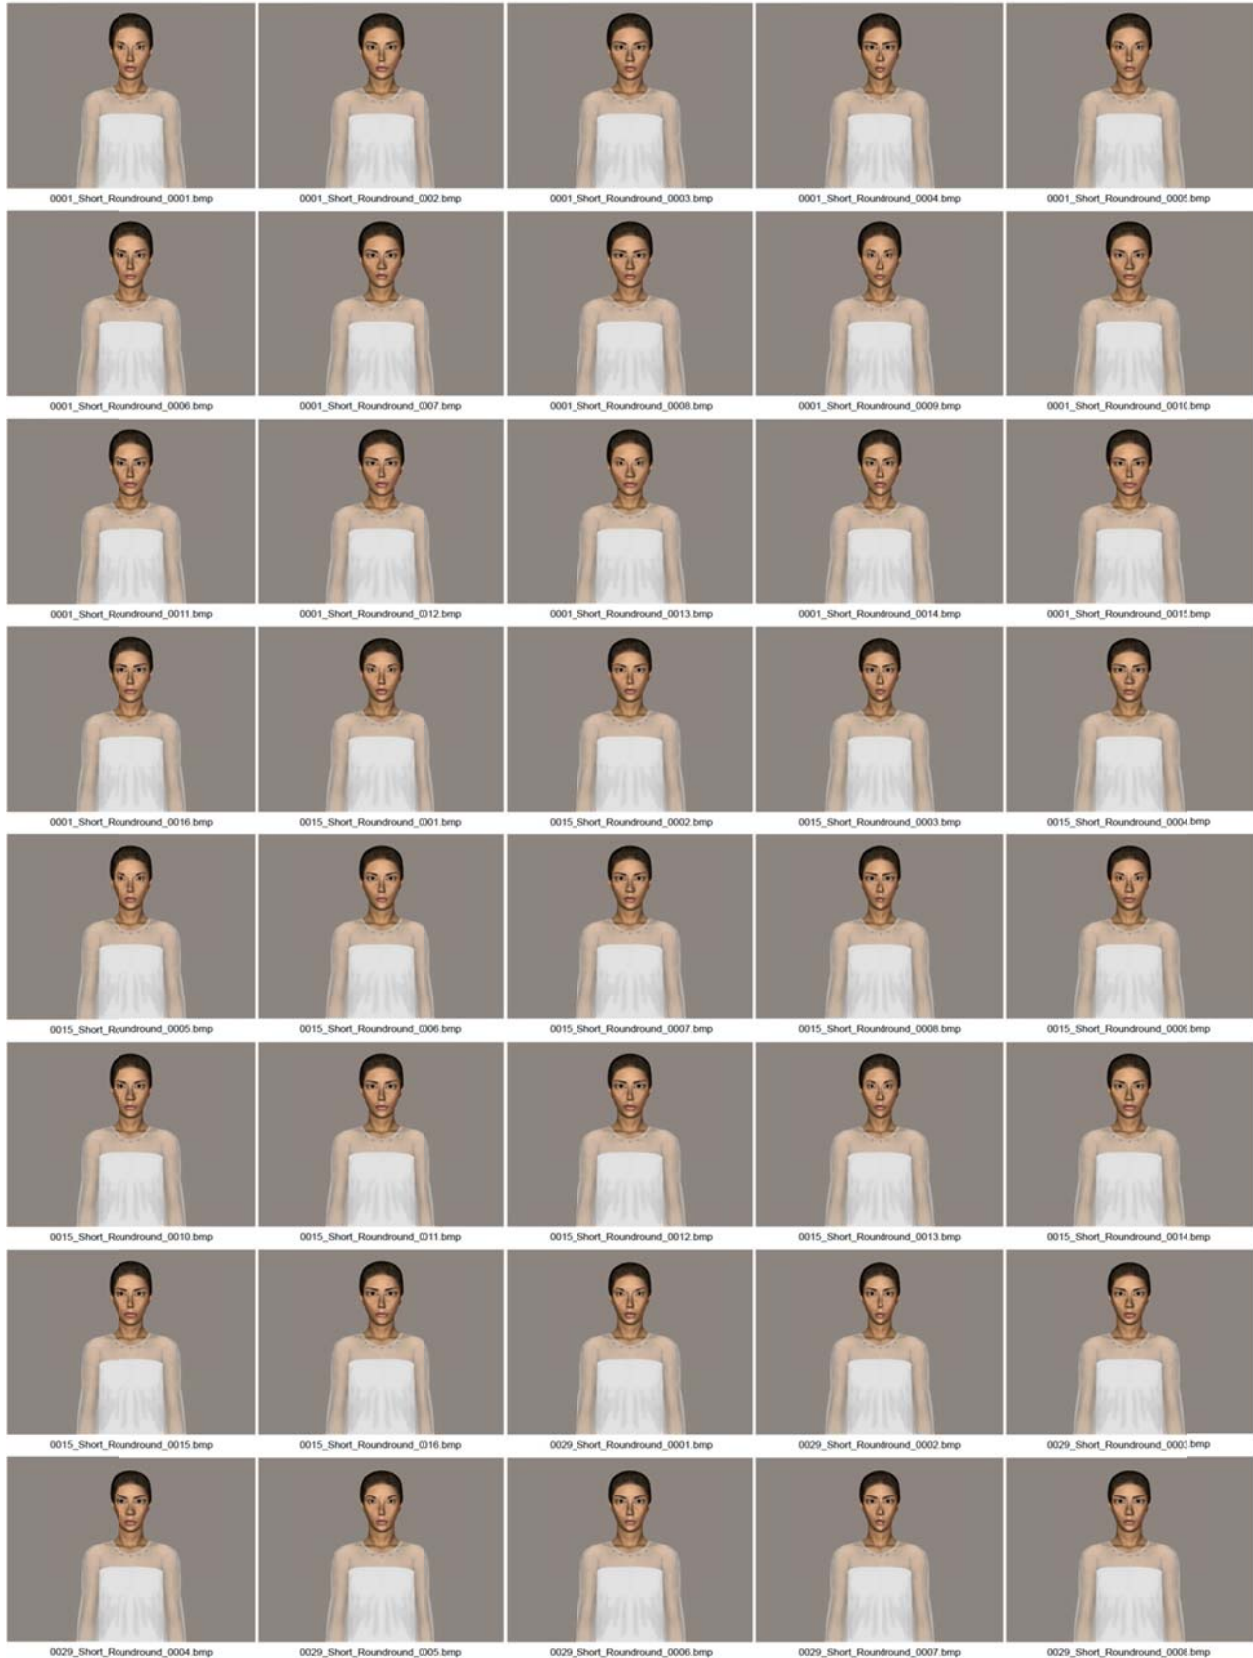 0001_Short_Roundround_0001.bmp 0001_Short_Roundround_0002.bmp 0001_Short_Roundround_0003.bmp 0001_Short_Roundround_0004.bmp 0001_Short_Roundround_0005.bmp
0001_Short_Roundround_0006.bmp 0001_Short_Roundround_0007.bmp 0001_Short_Roundround_0008.bmp 0001_Short_Roundround_0009.bmp 0001_Short_Roundround_0010.bmp
0001_Short_Roundround_0011.bmp 0001_Short_Roundround_0012.bmp 0001_Short_Roundround_0013.bmp 0001_Short_Roundround_0014.bmp 0001_Short_Roundround_0015.bmp
0001_Short_Roundround_0016.bmp 0015_Short_Roundround_0001.bmp 0015_Short_Roundround_0002.bmp 0015_Short_Roundround_0003.bmp 0015_Short_Roundround_0004.bmp
0015_Short_Roundround_0005.bmp 0015_Short_Roundround_0006.bmp 0015_Short_Roundround_0007.bmp 0015_Short_Roundround_0008.bmp 0015_Short_Roundround_0009.bmp
0015_Short_Roundround_0010.bmp 0015_Short_Roundround_0011.bmp 0015_Short_Roundround_0012.bmp 0015_Short_Roundround_0013.bmp 0015_Short_Roundround_0014.bmp
0015_Short_Roundround_0015.bmp 0015_Short_Roundround_0016.bmp 0029_Short_Roundround_0001.bmp 0029_Short_Roundround_0002.bmp 0029_Short_Roundround_0003.bmp
0029_Short_Roundround_0004.bmp 0029_Short_Roundround_0005.bmp 0029_Short_Roundround_0006.bmp 0029_Short_Roundround_0007.bmp 0029_Short_Roundround_0008.bmp